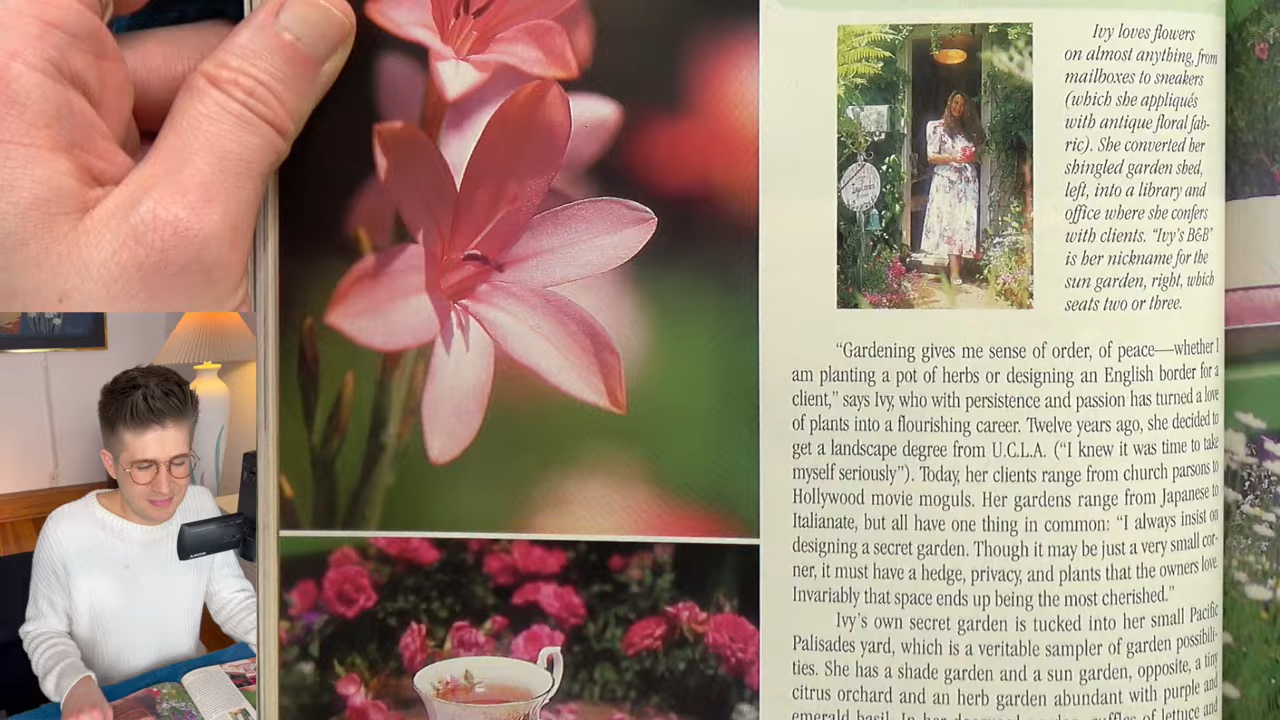 Ivy loves flowers
on almost anything, from
mailboxes to sneakers
(which she appliqués
with antique floral fab-
ric). She converted her
shingled garden shed,
left, into a library and
office where she confers
with clients. “Ivy's B&B”
is her nickname for the
sun garden, right, which
seats two or three.
“Gardening gives me sense of order, of peace—whether I
am planting a pot of herbs or designing an English border for a
client,” says Ivy, who with persistence and passion has turned a love
of plants into a flourishing career. Twelve years ago, she decided to
get a landscape degree from U.C.L.A. (“I knew it was time to take
myself seriously”). Today, her clients range from church parsons to
Hollywood movie moguls. Her gardens range from Japanese to
Italianate, but all have one thing in common: “I always insist on
designing a secret garden. Though it may be just a very small cor-
ner, it must have a hedge, privacy, and plants that the owners love.
Invariably that space ends up being the most cherished.”
Ivy's own secret garden is tucked into her small Pacific
Palisades yard, which is a veritable sampler of garden possibili-
ties. She has a shade garden and a sun garden, opposite, a tiny
citrus orchard and an herb garden abundant with purple and
emerald basil. In her ruffles of lettuce and